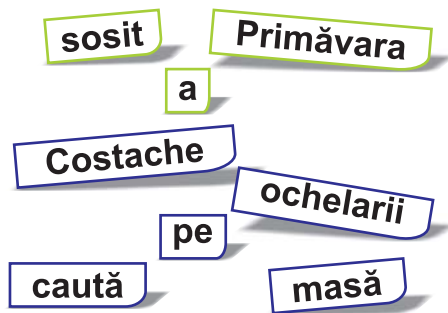 sosit Primăvara
a
Costache
ochelarii
pe
caută masă